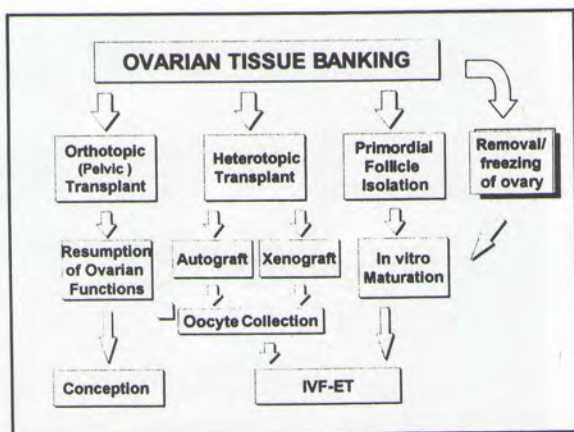 OVARIAN TISSUE BANKING
Orthotopic
(Pelvic)
Transplant
Heterotopic
Transplant
Primordial
Follicle
Isolation
Removal/
freezing
of ovary
Resumption
of Ovarian
Functions
Autograft
Xenograft
In vitro
Maturation
Oocyte Collection
Conception
IVF-ET